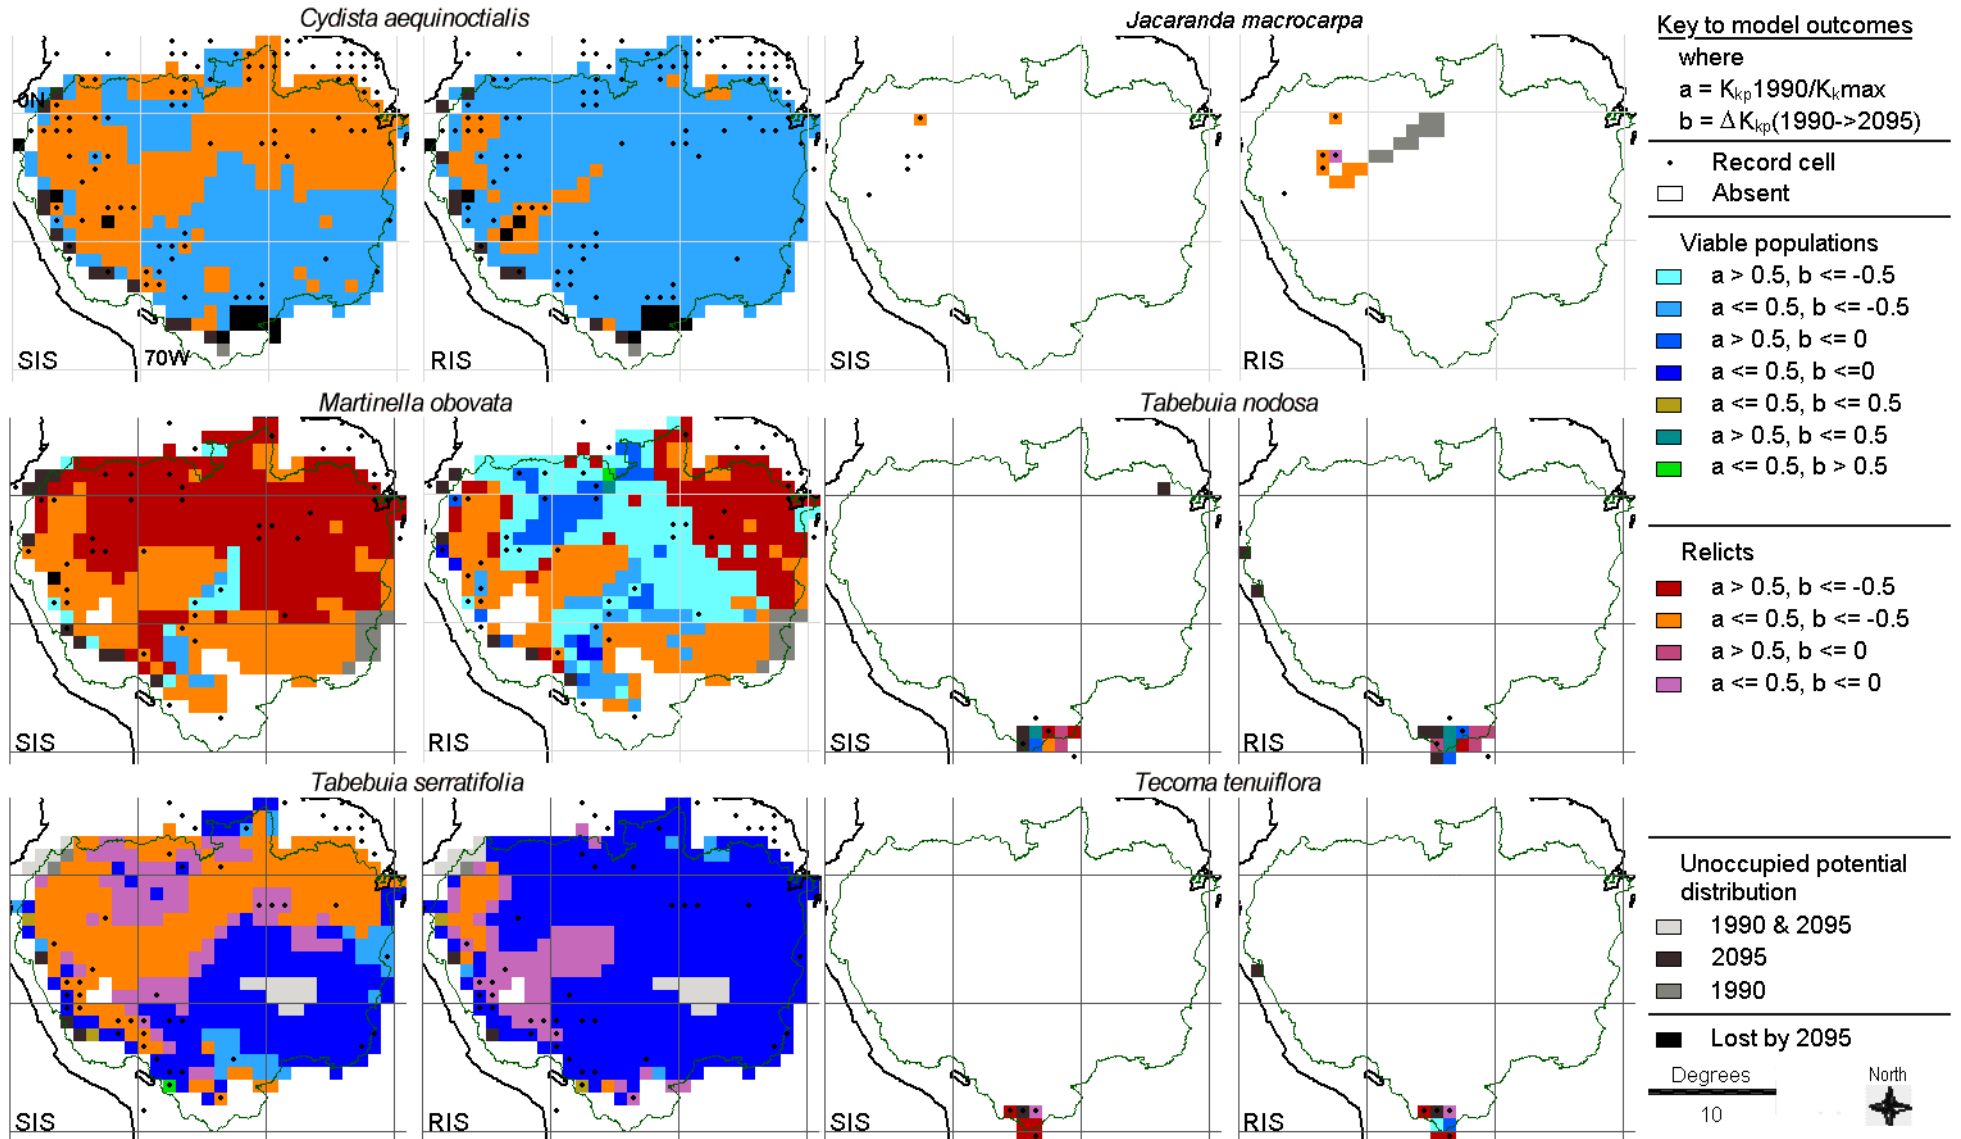 Cydista aequinoctialis
Jacaranda macrocarpa
0N
70W
SIS
RIS
Martinella obovata
Tabebuia nodosa
SIS
RIS
SIS
RIS
Tabebuia serratifolia
Tecoma tenuiflora
SIS
RIS
SIS
RIS
Key to model outcomes
where
a = Kkp1990/Kkmax
b = ΔKkp(1990->2095)
Record cell
Absent
Viable populations
a > 0.5, b <= -0.5
a <= 0.5, b <= -0.5
a > 0.5, b <= 0
a <= 0.5, b <=0
a <= 0.5, b <= 0.5
a > 0.5, b <= 0.5
a <= 0.5, b > 0.5
Relicts
a > 0.5, b <= -0.5
a <= 0.5, b <= -0.5
a > 0.5, b <= 0
a <= 0.5, b <= 0
Unoccupied potential
distribution
1990 & 2095
2095
1990
Lost by 2095
Degrees
10
North